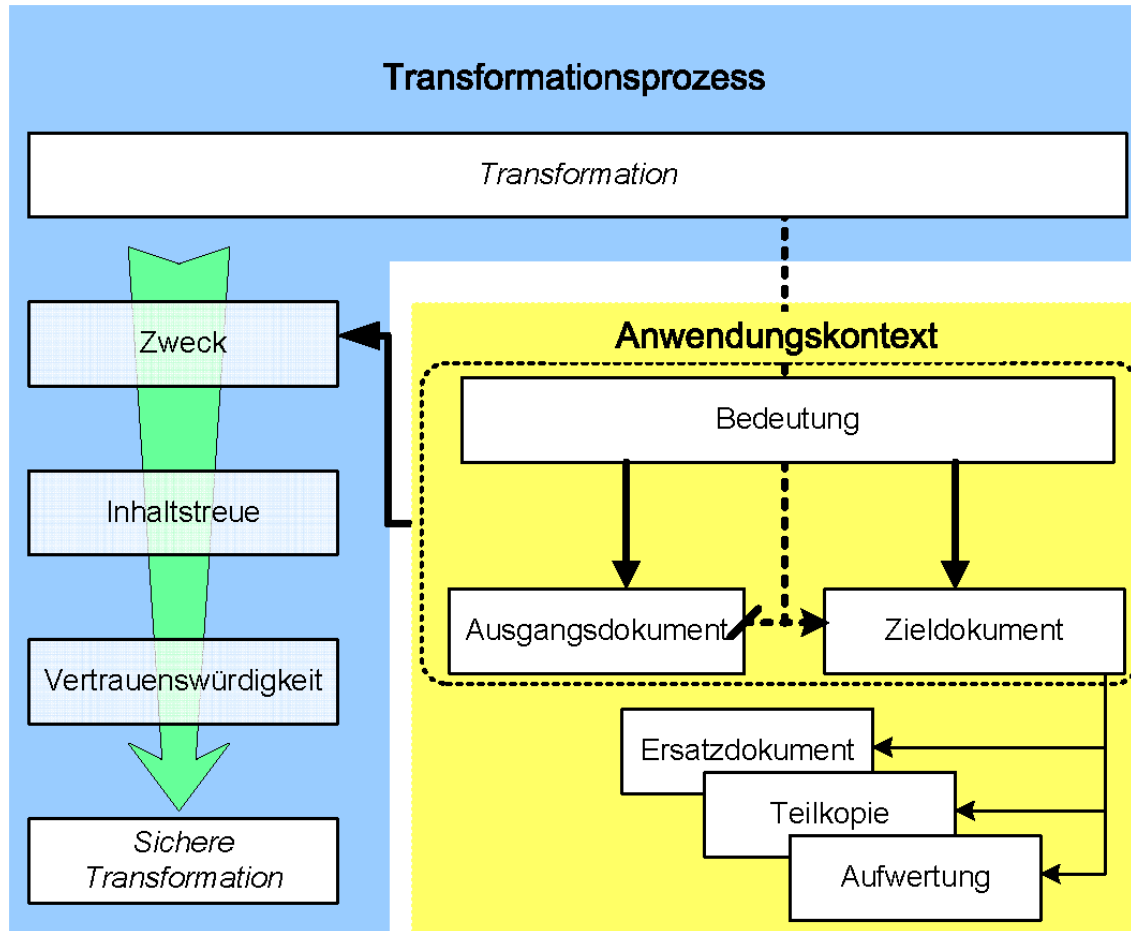 Transformationsprozess
Transformation
Zweck
Inhaltstreue
Vertrauenswürdigkeit
Sichere
Transformation
Anwendungskontext
Bedeutung
Ausgangsdokument
Zieldokument
Ersatzdokument
Teilkopie
Aufwertung